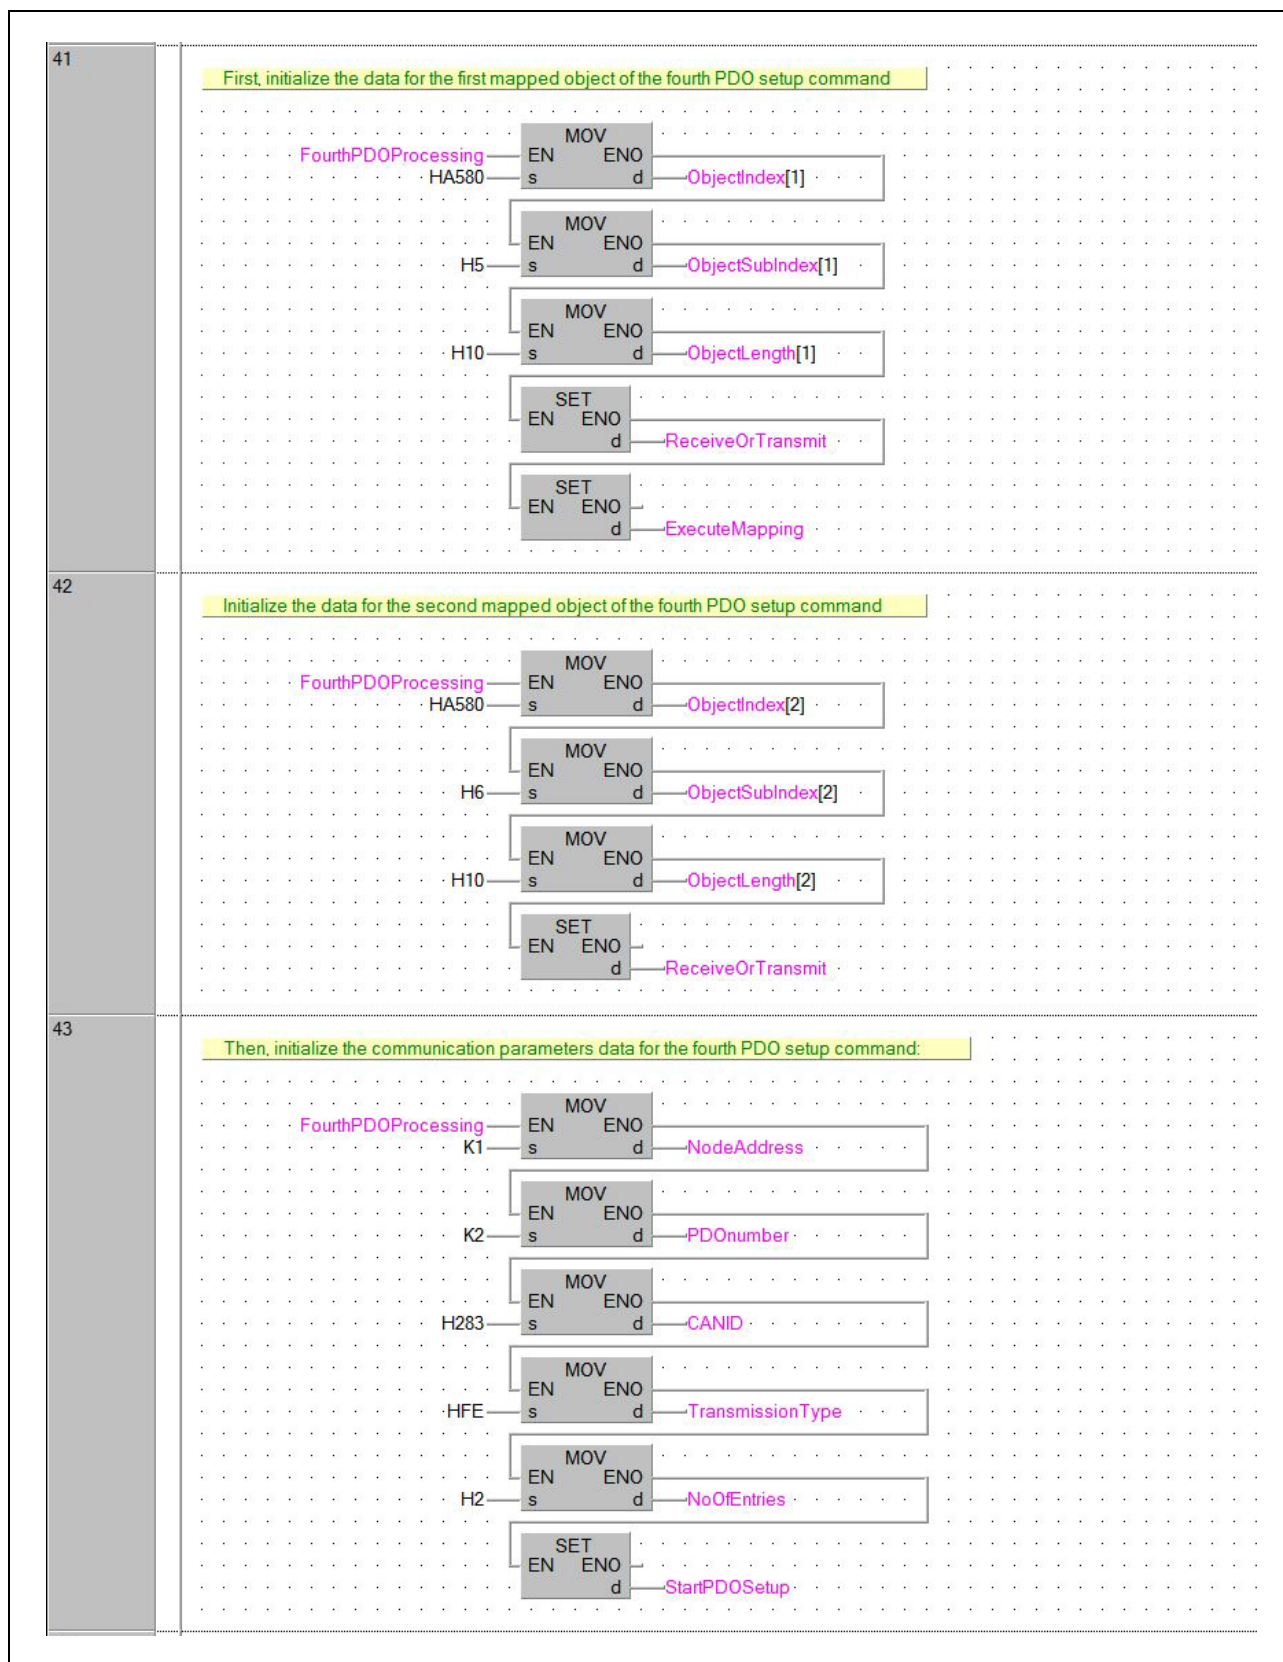 41
First, initialize the data for the first mapped object of the fourth PDO setup command
MOV
FourthPDOProcessing EN ENO
HA580 s d ObjectIndex[1]
MOV
EN ENO
H5 s d ObjectSubIndex[1]
MOV
EN ENO
H10 s d ObjectLength[1]
SET
EN ENO
d ReceiveOrTransmit
SET
EN ENO
d ExecuteMapping
42
Initialize the data for the second mapped object of the fourth PDO setup command
MOV
FourthPDOProcessing EN ENO
HA580 s d ObjectIndex[2]
MOV
EN ENO
H6 s d ObjectSubIndex[2]
MOV
EN ENO
H10 s d ObjectLength[2]
SET
EN ENO
d ReceiveOrTransmit
43
Then, initialize the communication parameters data for the fourth PDO setup command:
MOV
FourthPDOProcessing EN ENO
K1 s d NodeAddress
MOV
EN ENO
K2 s d PDOnumber
MOV
EN ENO
H283 s d CANID
MOV
EN ENO
HFE s d TransmissionType
MOV
EN ENO
H2 s d NoOfEntries
SET
EN ENO
d StartPDOSetup